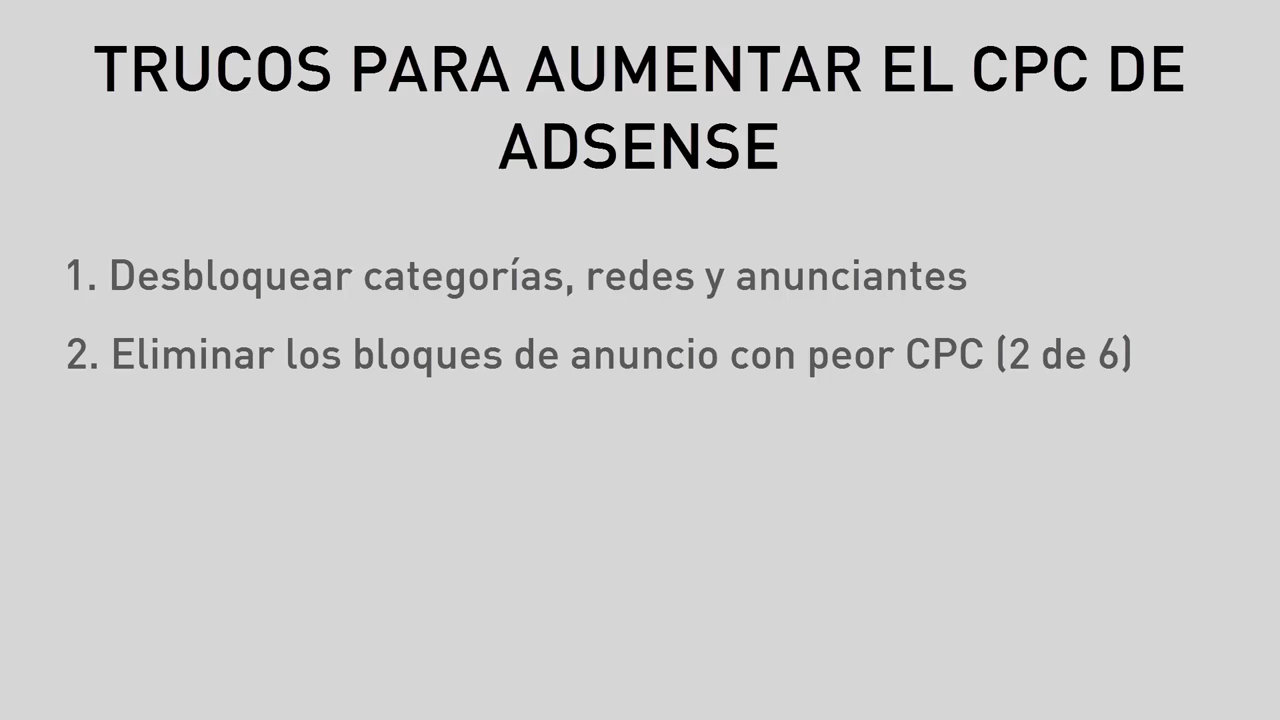 TRUCOS PARA AUMENTAR EL CPC DE
ADSENSE
1. Desbloquear categorías, redes y anunciantes
2. Eliminar los bloques de anuncio con peor CPC (2 de 6)